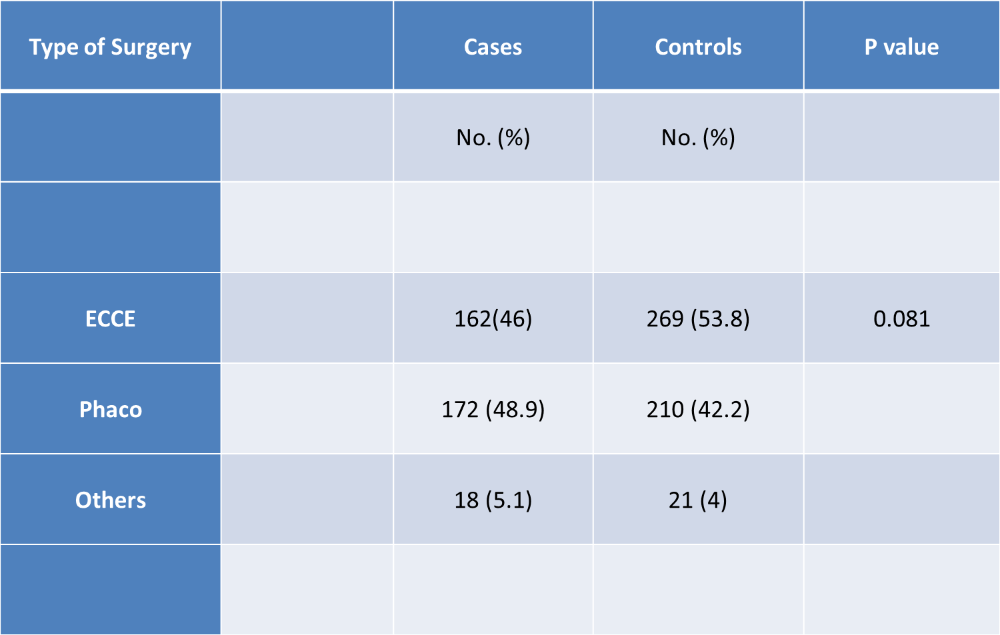 Type of Surgery Cases Controls P value
No. (%) No. (%)
ECCE 162(46) 269 (53.8) 0.081
Phaco 172 (48.9) 210 (42.2)
Others 18 (5.1) 21 (4)